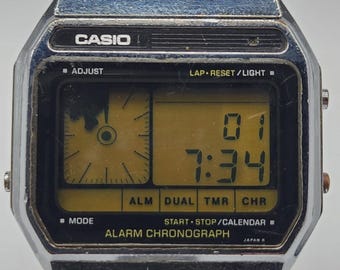 CASIO
ADJUST LAP•RESET/LIGHT
01
7:34
ALM DUAL TMR CHR
MODE START•STOP/CALENDAR
ALARM CHRONOGRAPH
JAPAN